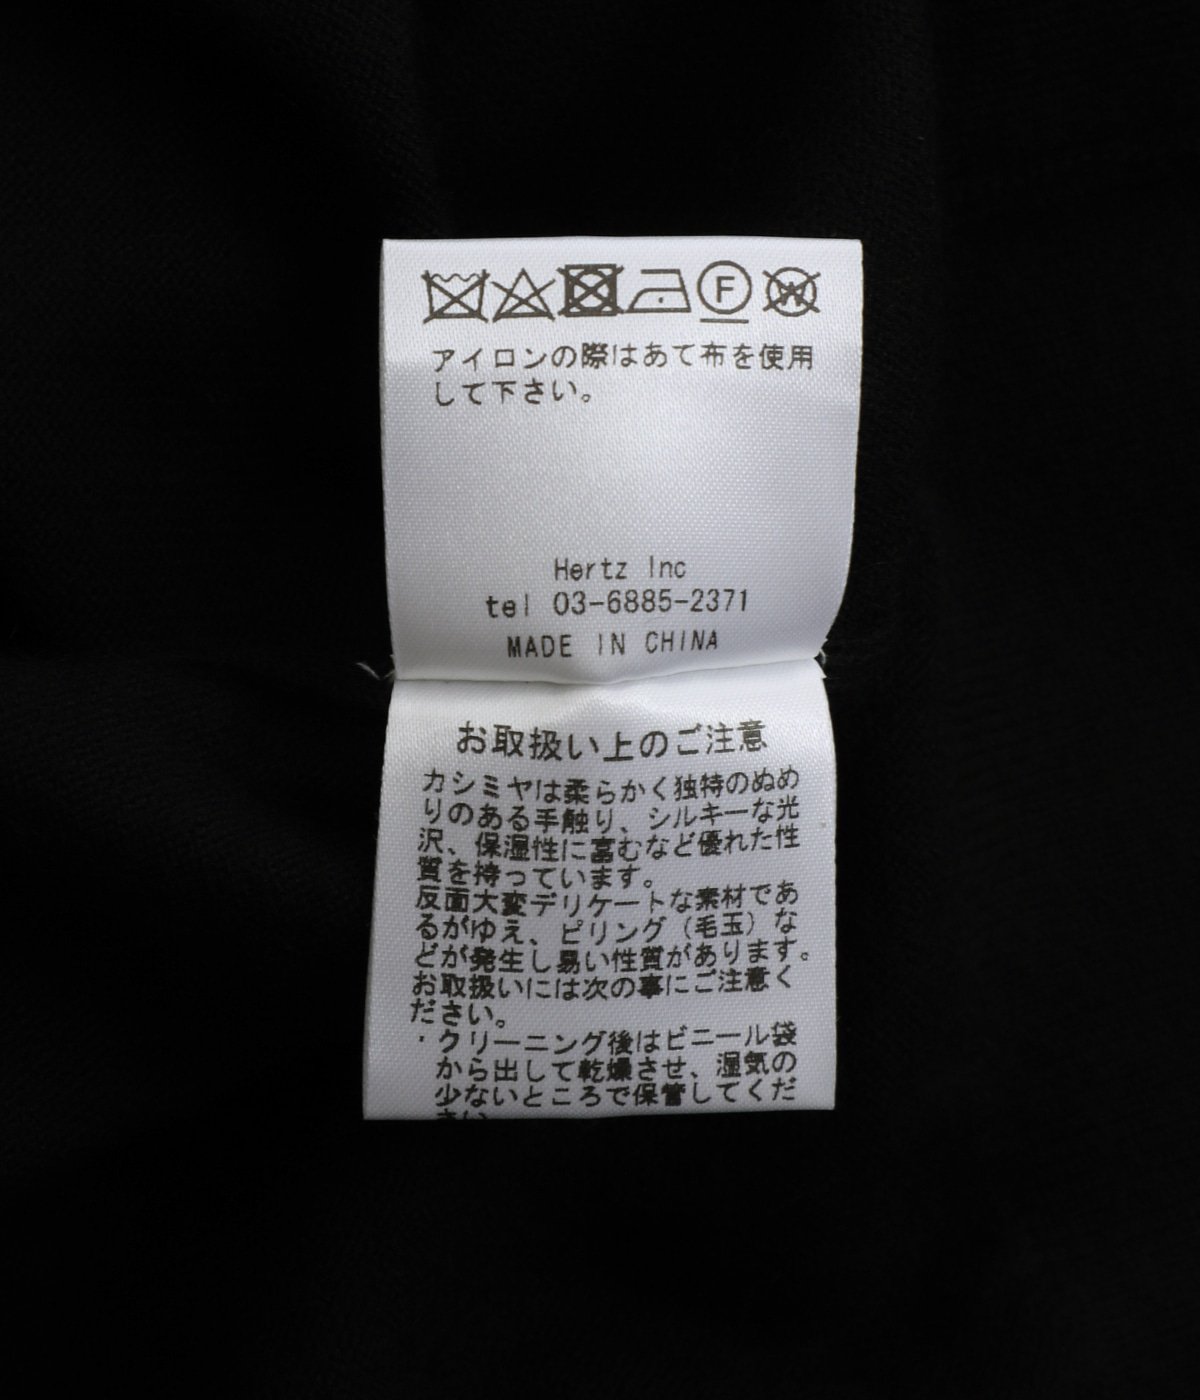 F W
アイロンの際はあて布を使用
して下さい。
Hertz Inc
tel 03-6885-2371
MADE IN CHINA
お取扱い上のご注意
カシミヤは柔らかく独特のぬめ
りのある手触り、シルキーな光
沢、保湿性に富むなど優れた性
質を持っています。
反面大変デリケートな素材であ
るがゆえ、ピリング(毛玉)な
どが発生し易い性質があります。
お取扱いには次の事にご注意く
ださい。
・クリーニング後はビニール袋
から出して乾燥させ、湿気の
少ないところで保管してくだ
さい